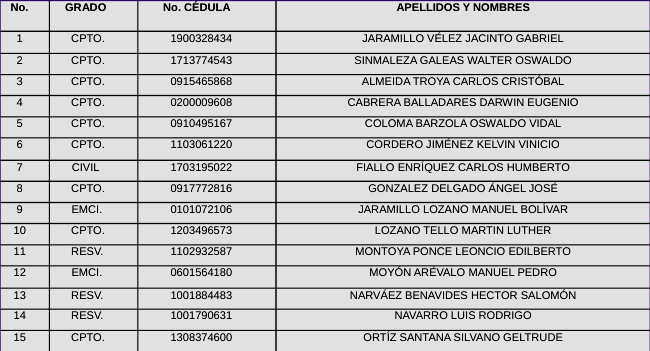 No. GRADO No. CÉDULA APELLIDOS Y NOMBRES
1 CPTO. 1900328434 JARAMILLO VÉLEZ JACINTO GABRIEL
2 CPTO. 1713774543 SINMALEZA GALEAS WALTER OSWALDO
3 CPTO. 0915465868 ALMEIDA TROYA CARLOS CRISTÓBAL
4 CPTO. 0200009608 CABRERA BALLADARES DARWIN EUGENIO
5 CPTO. 0910495167 COLOMA BARZOLA OSWALDO VIDAL
6 CPTO. 1103061220 CORDERO JIMÉNEZ KELVIN VINICIO
7 CIVIL 1703195022 FIALLO ENRÍQUEZ CARLOS HUMBERTO
8 CPTO. 0917772816 GONZALEZ DELGADO ÁNGEL JOSÉ
9 EMCI. 0101072106 JARAMILLO LOZANO MANUEL BOLÍVAR
10 CPTO. 1203496573 LOZANO TELLO MARTIN LUTHER
11 RESV. 1102932587 MONTOYA PONCE LEONCIO EDILBERTO
12 EMCI. 0601564180 MOYÓN ARÉVALO MANUEL PEDRO
13 RESV. 1001884483 NARVÁEZ BENAVIDES HECTOR SALOMÓN
14 RESV. 1001790631 NAVARRO LUIS RODRIGO
15 CPTO. 1308374600 ORTÍZ SANTANA SILVANO GELTRUDE